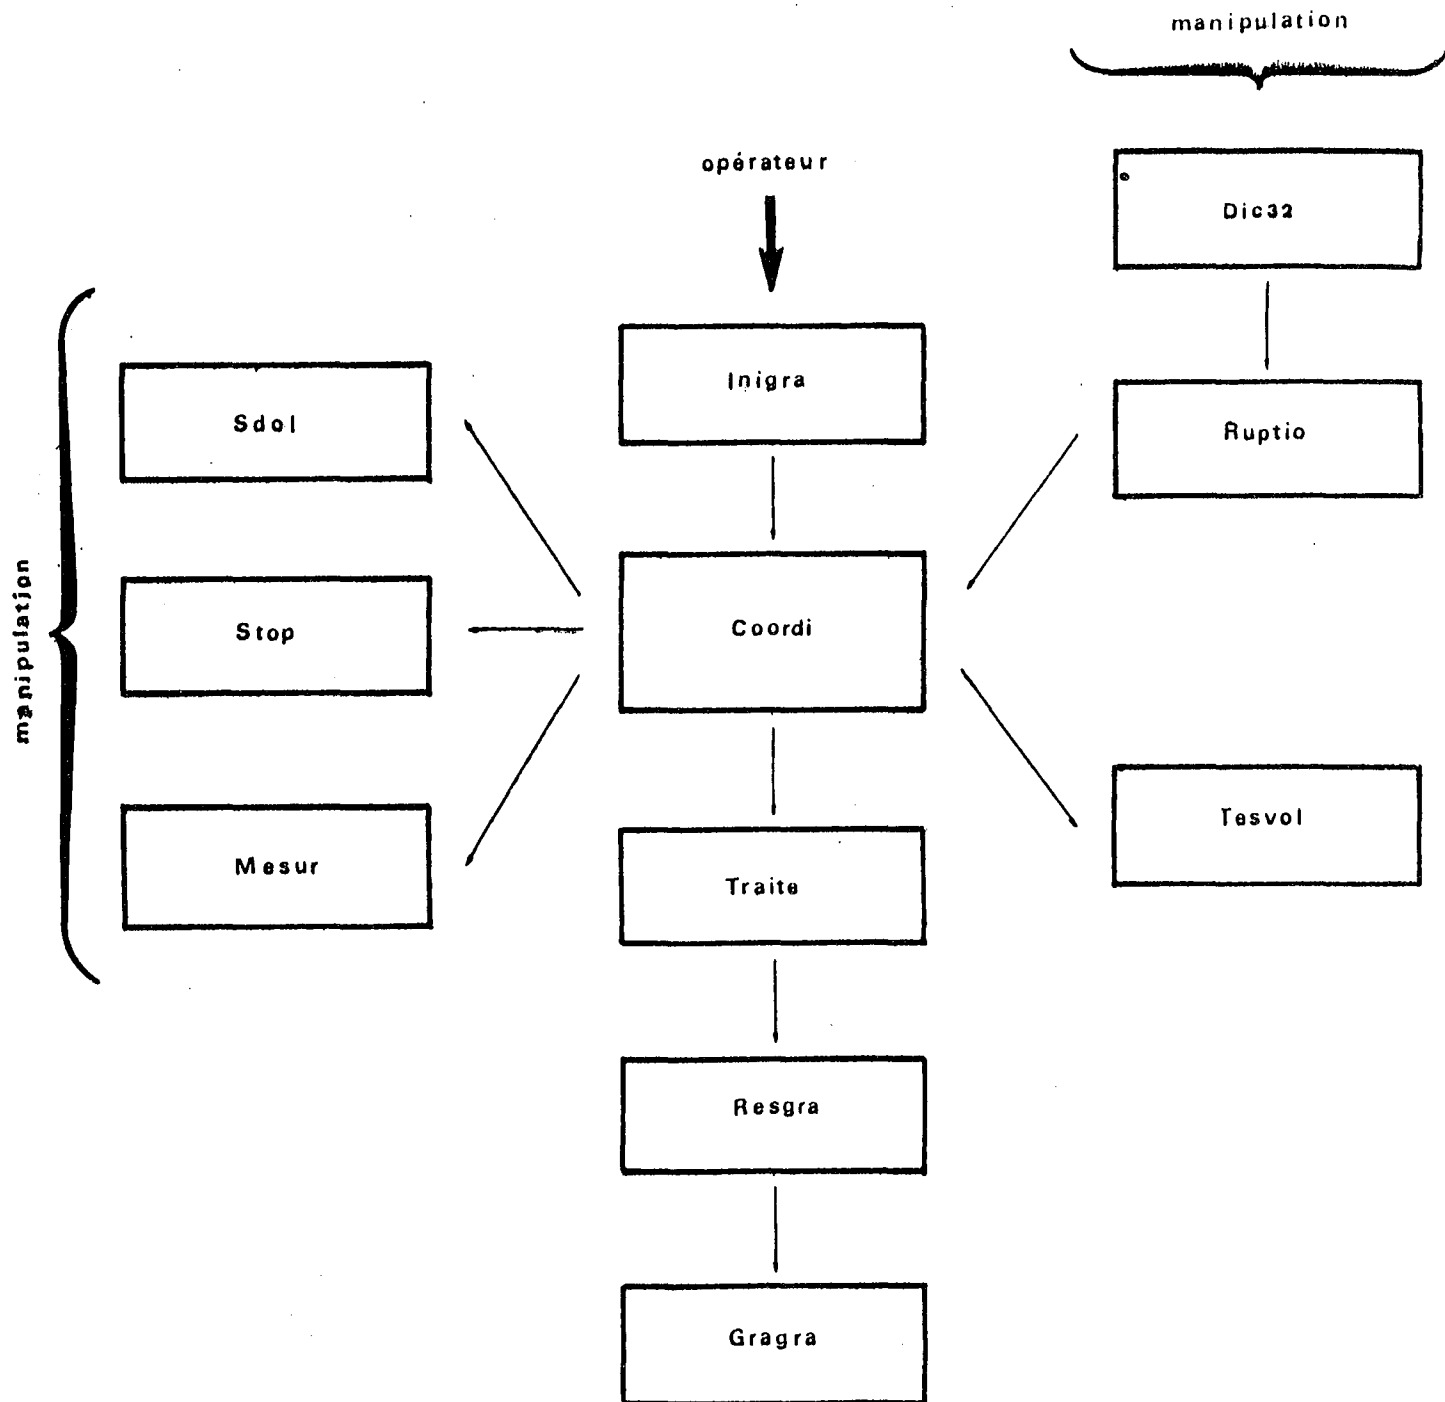 manipulation
opérateur
Dic32
Inigra
Sdol
Ruptio
manipulation
Stop
Coordi
Tesvol
Mesur
Traite
Resgra
Gragra